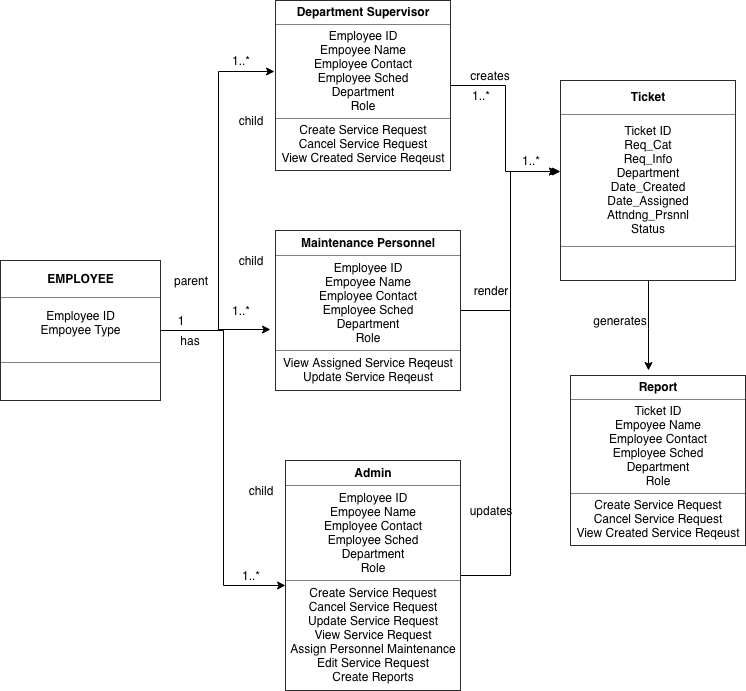 Department Supervisor
Employee ID
Empoyee Name
Employee Contact
Employee Sched
Department
Role
Create Service Request
Cancel Service Request
View Created Service Reqeust
1..*
child
creates
1..*
Ticket
Ticket ID
Req_Cat
Req_Info
Department
Date_Created
Date_Assigned
Attndng_Prsnnl
Status
1..*
EMPLOYEE
Employee ID
Empoyee Type
parent
1
has
child
1..*
Maintenance Personnel
Employee ID
Empoyee Name
Employee Contact
Employee Sched
Department
Role
View Assigned Service Reqeust
Update Service Reqeust
render
generates
Report
Ticket ID
Empoyee Name
Employee Contact
Employee Sched
Department
Role
Create Service Request
Cancel Service Request
View Created Service Reqeust
child
1..*
Admin
Employee ID
Empoyee Name
Employee Contact
Employee Sched
Department
Role
Create Service Request
Cancel Service Request
Update Service Request
View Service Request
Assign Personnel Maintenance
Edit Service Request
Create Reports
updates